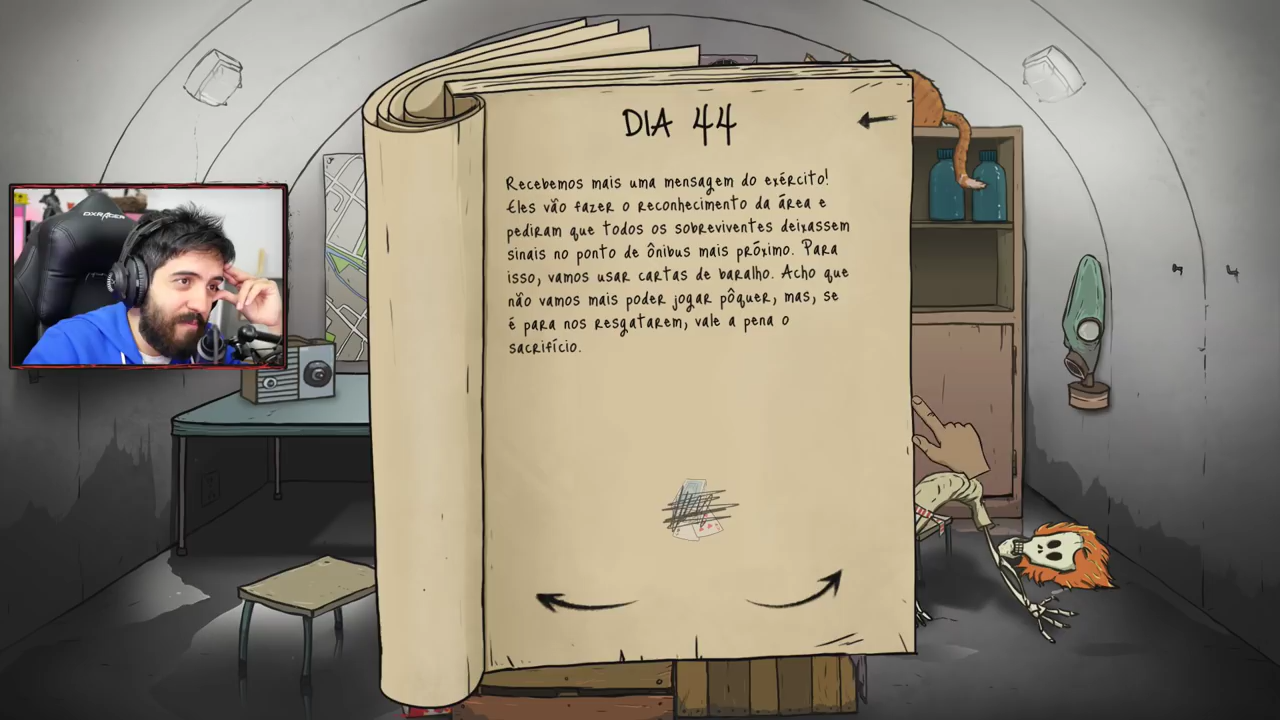 DIA 44
Recebemos mais uma mensagem do exército!
Eles vão fazer o reconhecimento da área e
pediram que todos os sobreviventes deixassem
sinais no ponto de ônibus mais próximo. Para
isso, vamos usar cartas de baralho. Acho que
não vamos mais poder jogar pôquer, mas, se
é para nos resgatarem, vale a pena o
sacrifício.
DXRACER